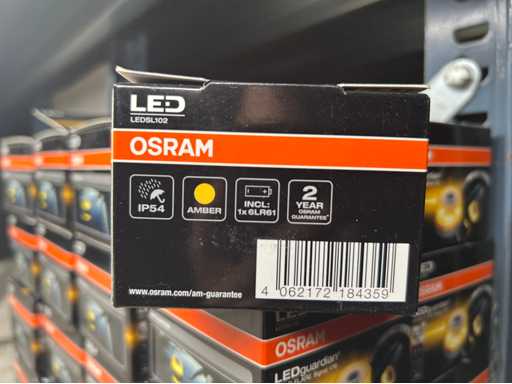 LED
LEDSL102
OSRAM
IP54
AMBER
INCL:
1x 6LR61
2
YEAR
OSRAM
GUARANTEE*
www.osram.com/am-guarantee
4 062172 184359
OSRAM
LEDguardian®
OSRAM